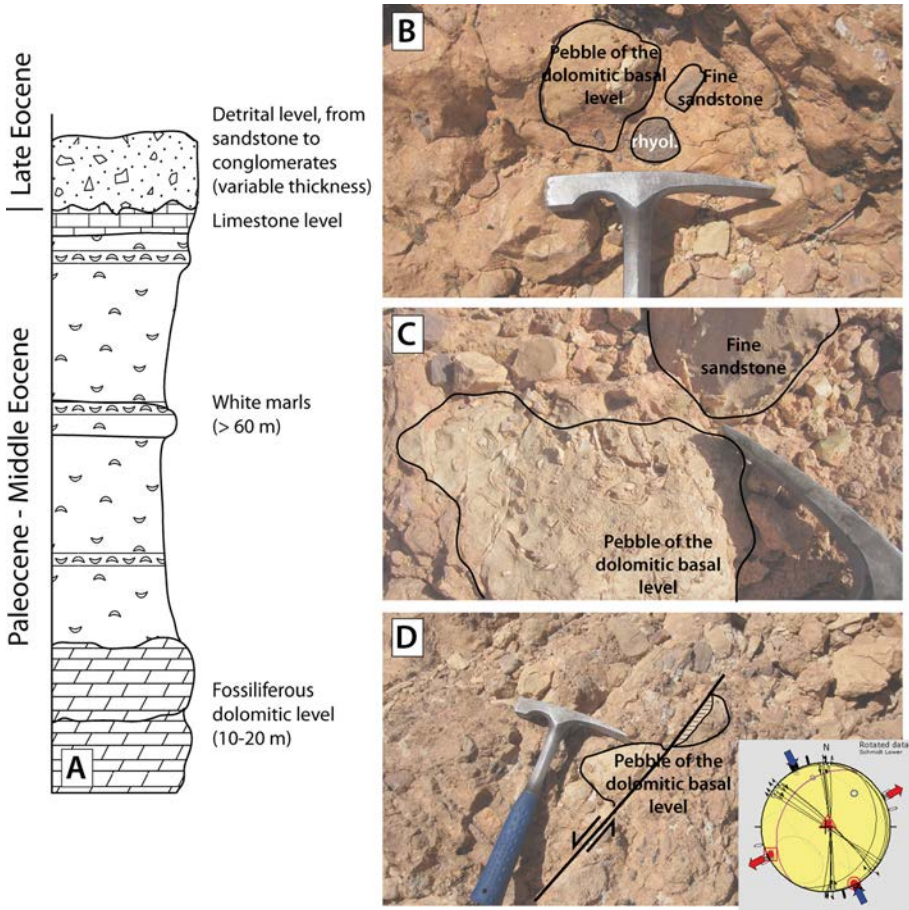 Late Eocene
Paleocene - Middle Eocene
Detrital level, from
sandstone to
conglomerates
(variable thickness)
Limestone level
White marls
(> 60 m)
Fossiliferous
dolomitic level
(10-20 m)
A
B
Pebble of the
dolomitic basal
level
Fine
sandstone
rhyol.
C
Fine
sandstone
Pebble of the
dolomitic basal
level
D
Pebble of the
dolomitic basal
level
Rotated data
Schmidt Lower
N